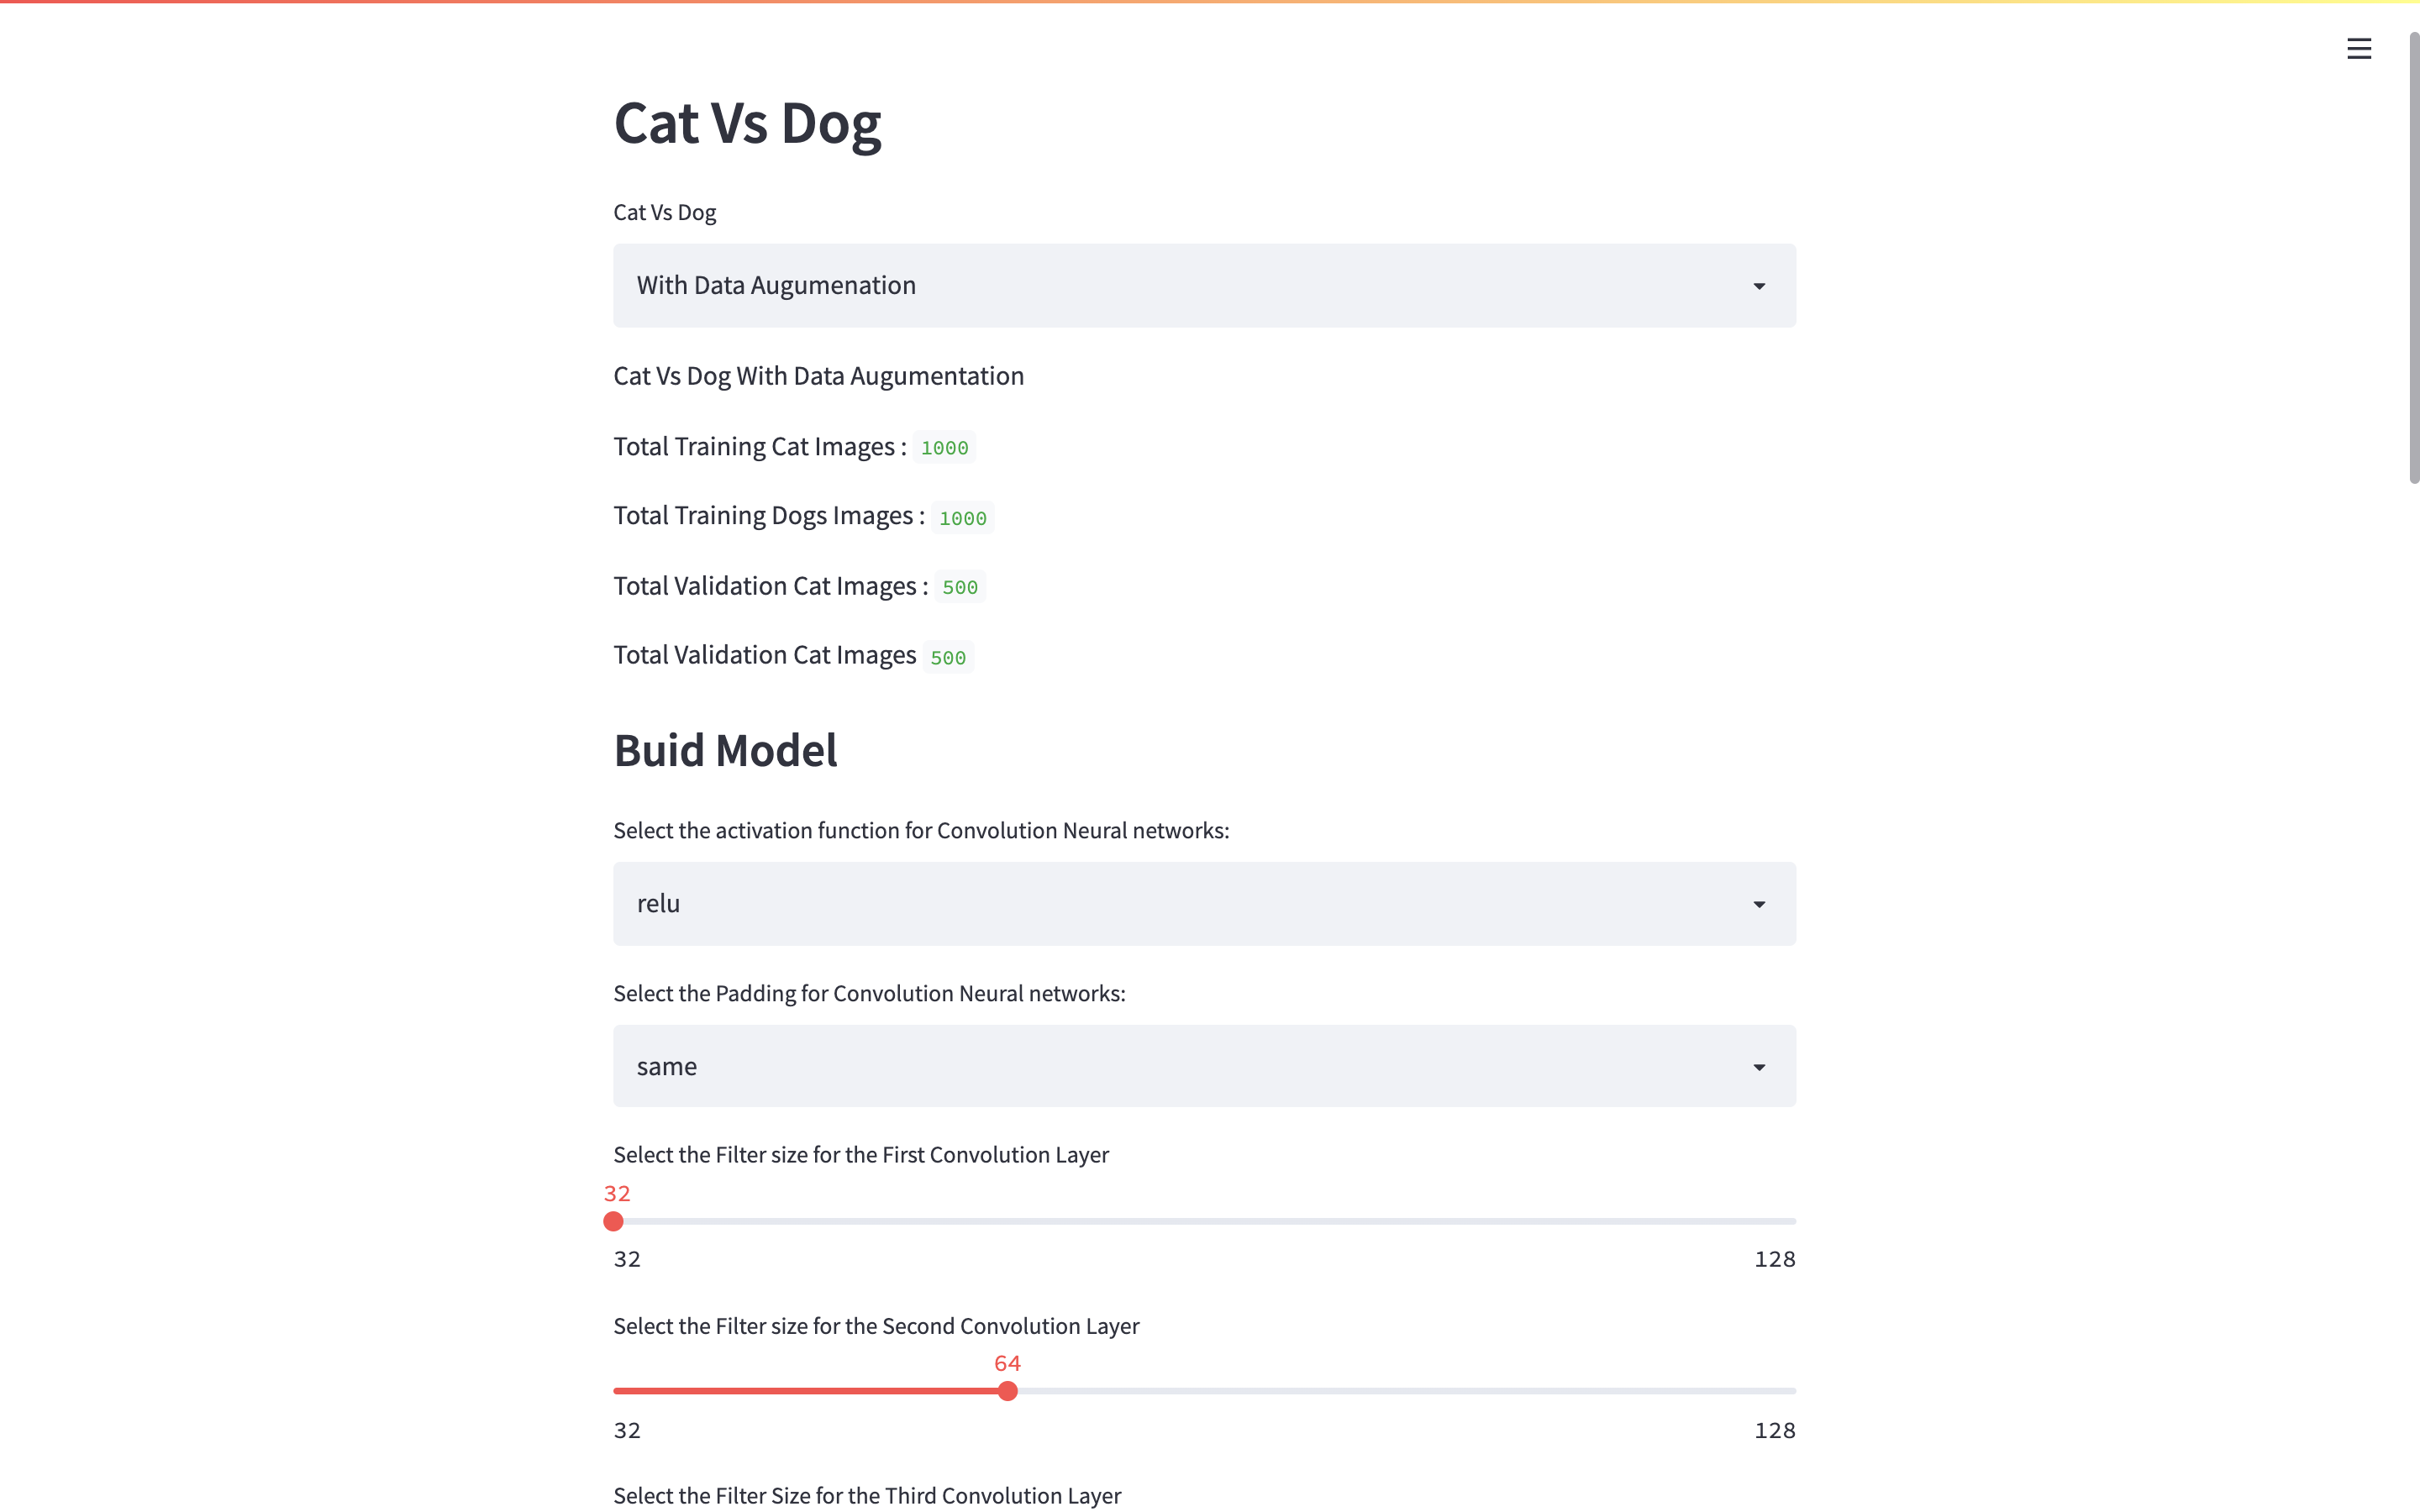 Cat Vs Dog
Cat Vs Dog
With Data Augumenation
Cat Vs Dog With Data Augumentation
Total Training Cat Images : 1000
Total Training Dogs Images : 1000
Total Validation Cat Images : 500
Total Validation Cat Images 500
Buid Model
Select the activation function for Convolution Neural networks:
relu
Select the Padding for Convolution Neural networks:
same
Select the Filter size for the First Convolution Layer
32
32 128
Select the Filter size for the Second Convolution Layer
64
32 128
Select the Filter Size for the Third Convolution Layer